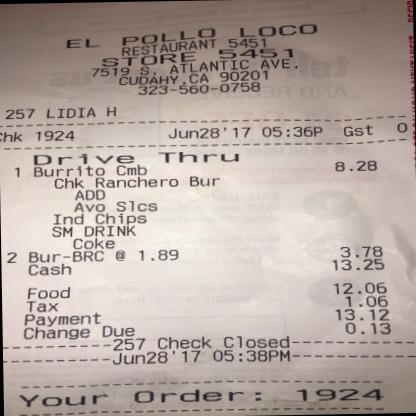 EL POLLO LOCO
RESTAURANT 5451
STORE 5451
7519 S. ATLANTIC AVE.
CUDAHY,CA 90201
323-560-0758
257 LIDIA H
Chk 1924 Jun28'17 05:36P Gst 0
Drive Thru
1 Burrito Cmb 8.28
Chk Ranchero Bur
ADD
Avo Slcs
Ind Chips
SM DRINK
Coke
2 Bur-BRC @ 1.89 3.78
Cash 13.25
Food 12.06
Tax 1.06
Payment 13.12
Change Due 0.13
257 Check Closed
Jun28'17 05:38PM
Your Order: 1924